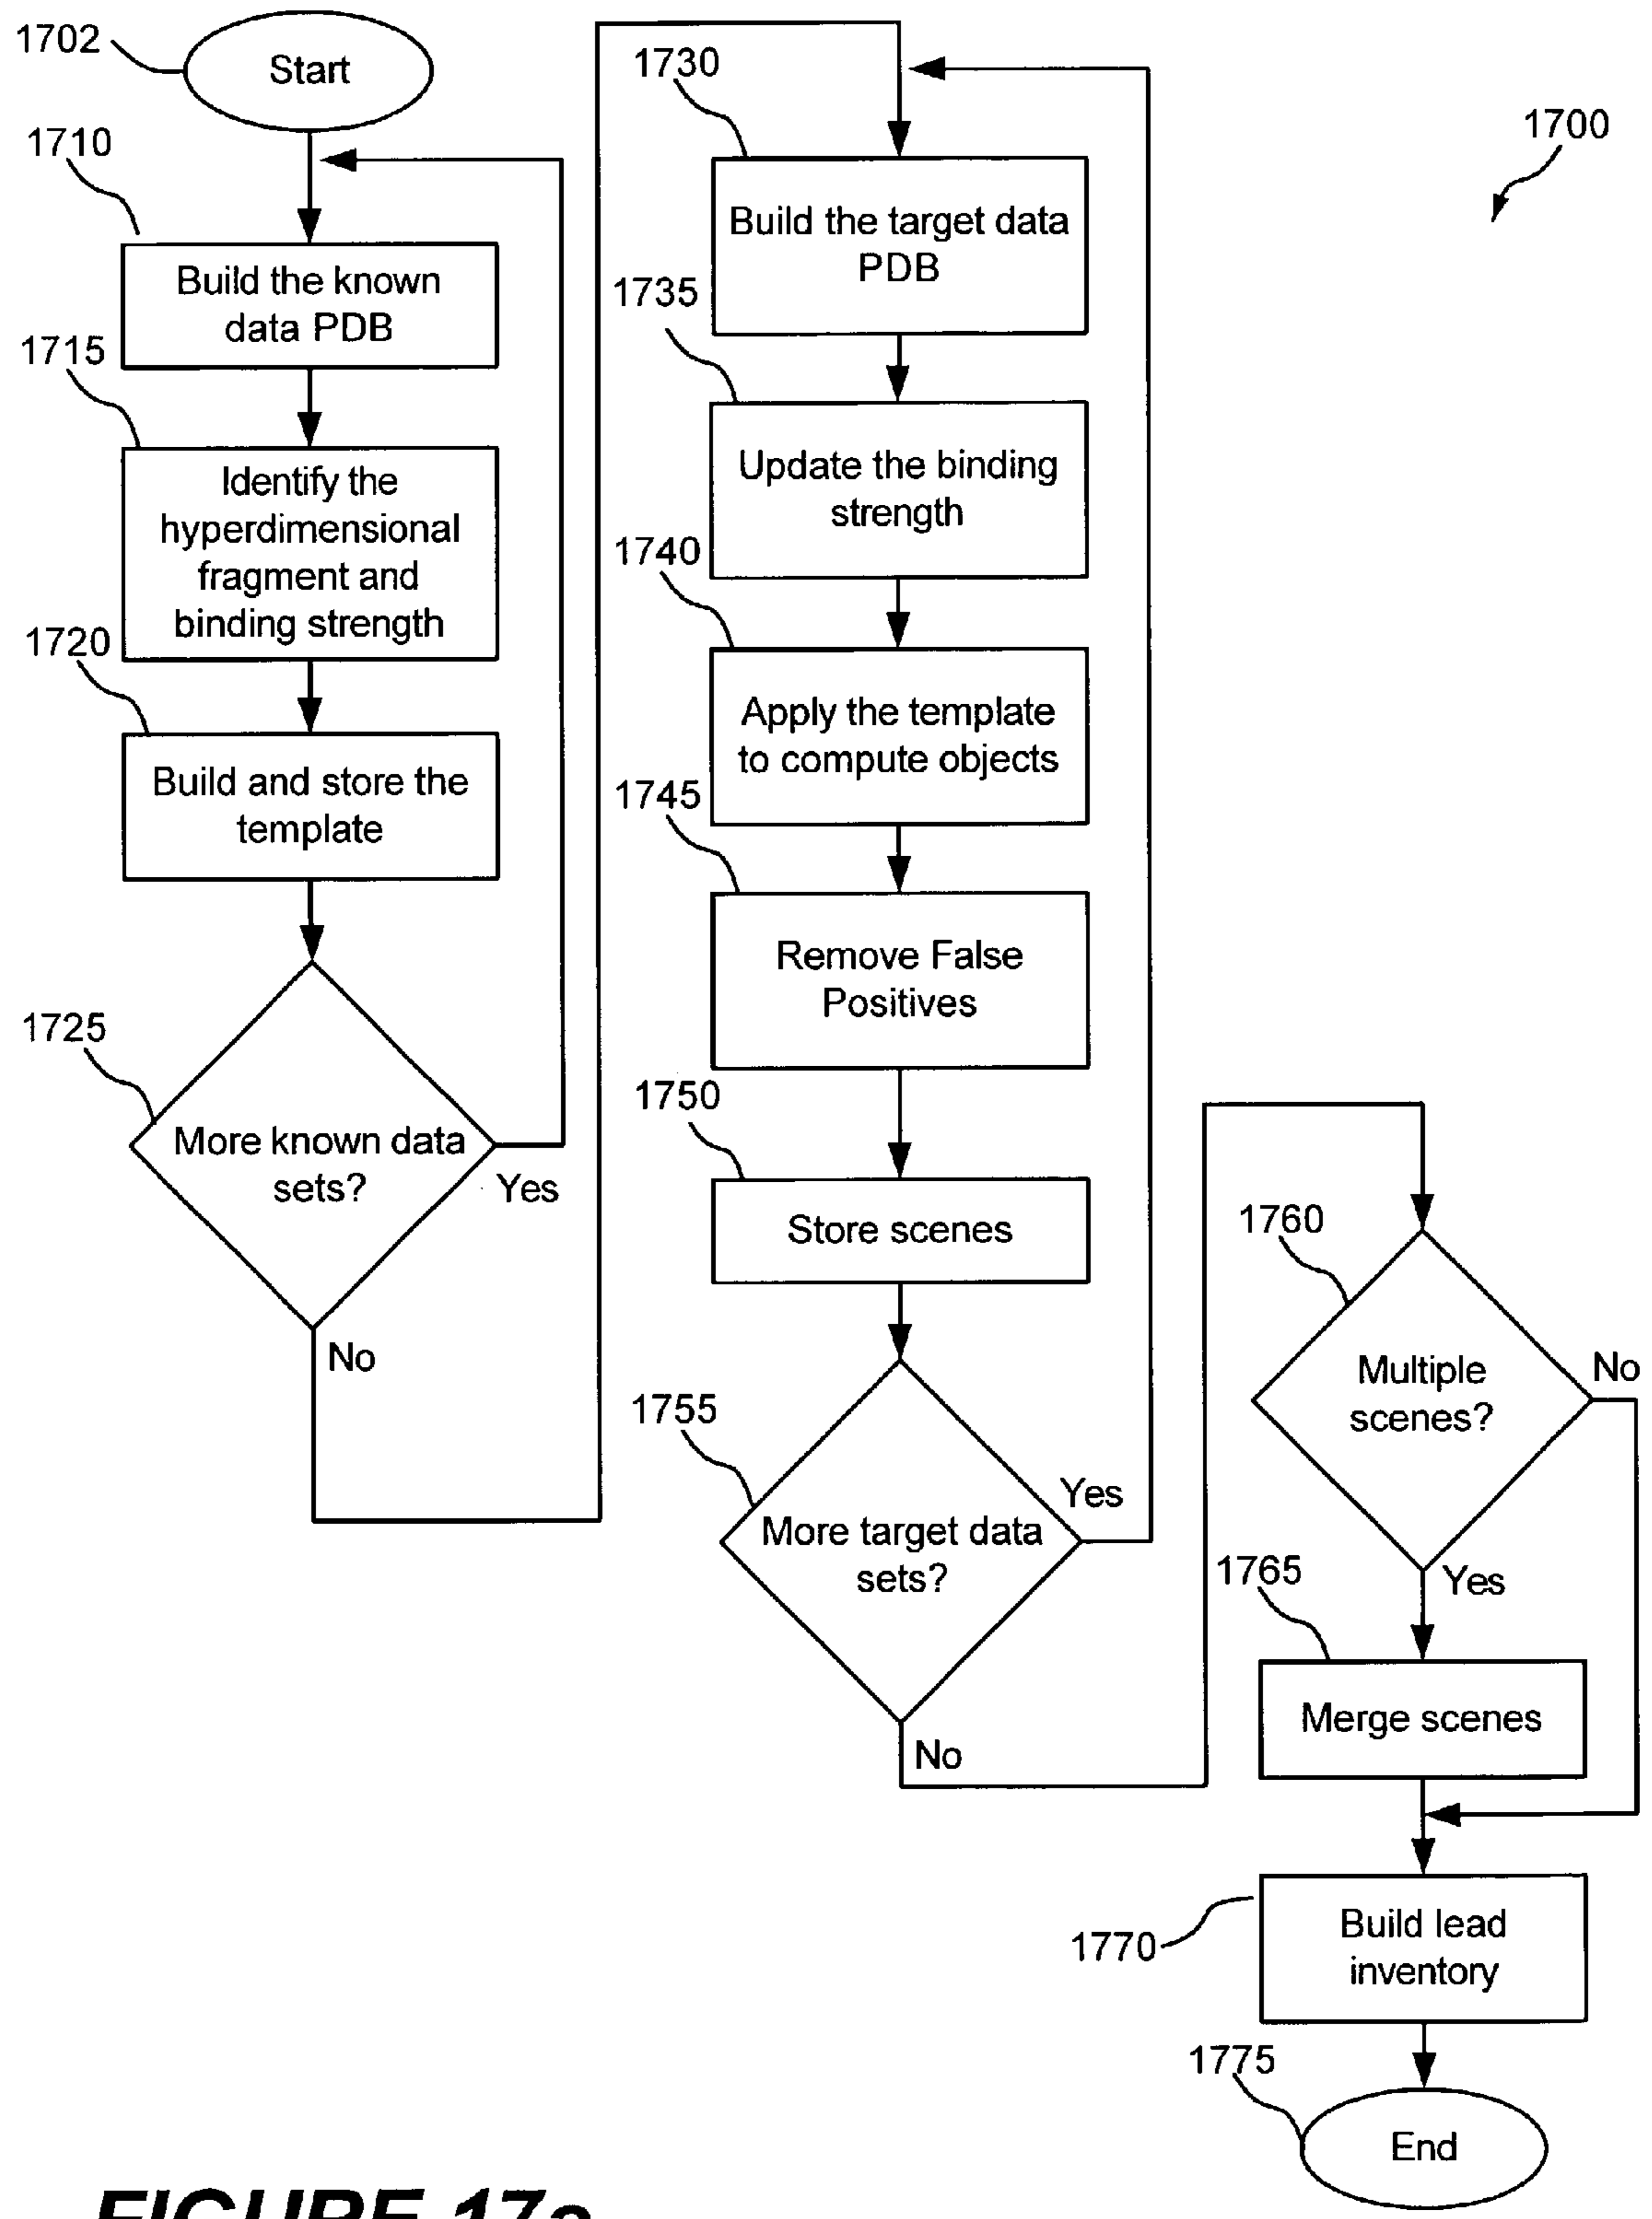 1702
Start
1710
Build the known
data PDB
1715
Identify the
hyperdimensional
fragment and
binding strength
1720
Build and store the
template
1725
More known data
sets?
Yes
No
1730
Build the target data
PDB
1735
Update the binding
strength
1740
Apply the template
to compute objects
1745
Remove False
Positives
1750
Store scenes
1755
More target data
sets?
Yes
No
1700
1760
Multiple
scenes?
No
Yes
1765
Merge scenes
1770
Build lead
inventory
1775
End
FIGURE 17a